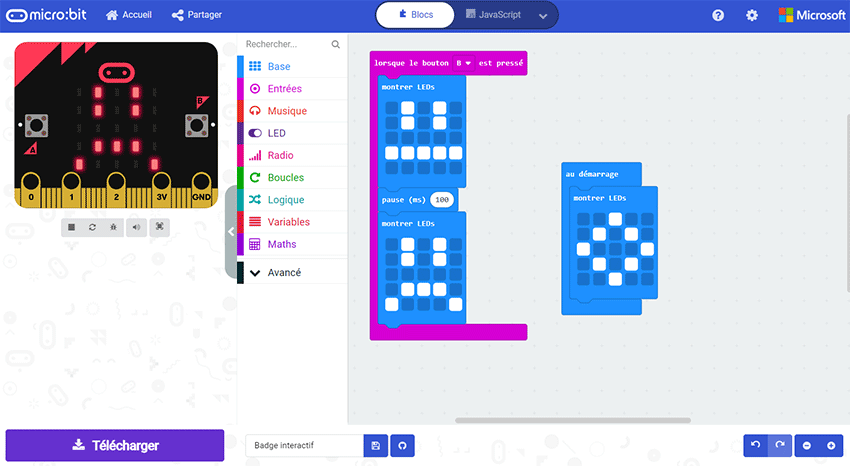 micro:bit Accueil Partager Blocs JavaScript Microsoft
Rechercher...
Base
Entrées
Musique
LED
Radio
Boucles
Logique
Variables
Maths
Avancé
B
A
0 1 2 3V GND
lorsque le bouton B est pressé
montrer LEDs
pause (ms) 100
montrer LEDs
au démarrage
montrer LEDs
Télécharger
Badge interactif